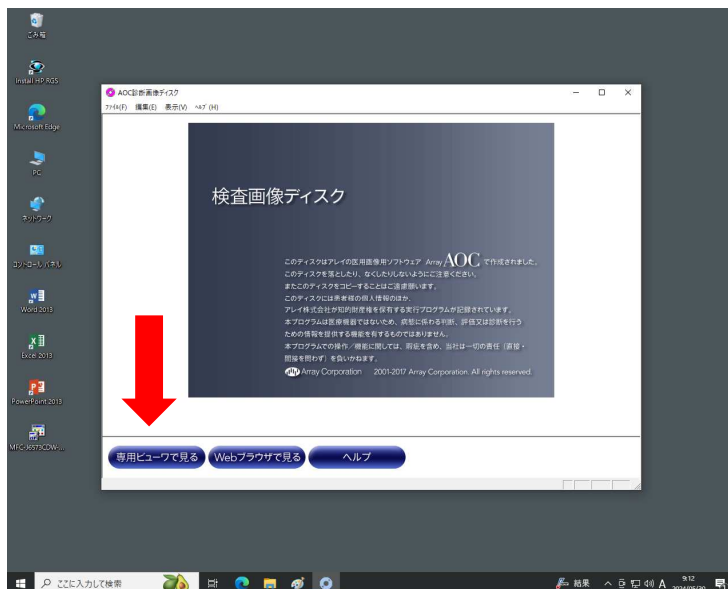 ごみ箱
Install HP RGS
Microsoft Edge
PC
ネットワーク
コントロール パネル
Word 2013
Excel 2013
PowerPoint 2013
MFC-J6573CDW-...
AOC診断画像ディスク
ファイル(F) 編集(E) 表示(V) ヘルプ(H)
検査画像ディスク
このディスクはアレイの医用画像用ソフトウェア Array AOC で作成されました。
このディスクを落としたり、なくしたりしないようにご注意ください。
またこのディスクをコピーすることはご遠慮願います。
このディスクには患者様の個人情報のほか、
アレイ株式会社が知的財産権を保有する実行プログラムが記録されています。
本プログラムは医療機器ではないため、病態に係わる判断、評価又は診断を行う
ための情報を提供する機能を有するものではありません。
本プログラムでの操作／機能に関しては、瑕疵を含め、当社は一切の責任（直接・
間接を問わず）を負いかねます。
Array Corporation 2001-2017 Array Corporation. All rights reserved.
専用ビューワで見る Webブラウザで見る ヘルプ
ここに入力して検索
結果
A
9:12
2024/05/30